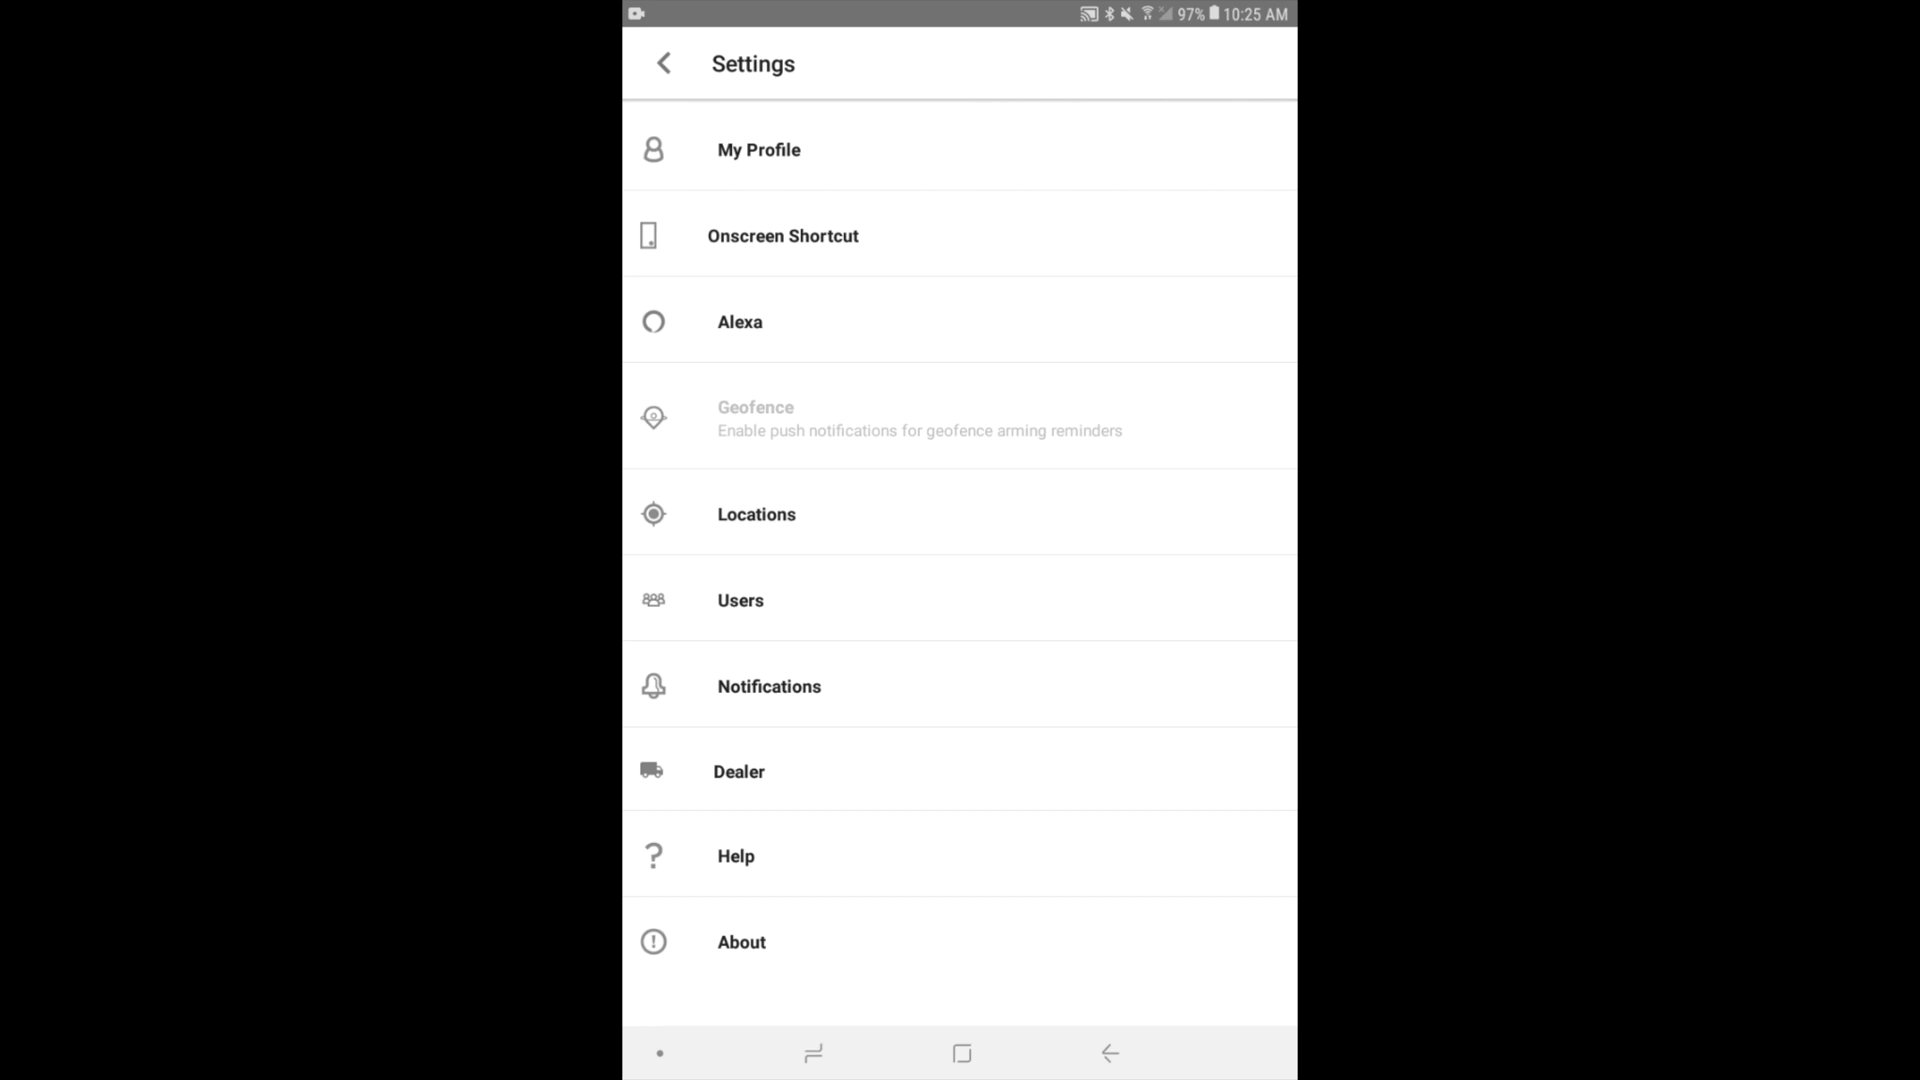 97% 10:25 AM
Settings
My Profile
Onscreen Shortcut
Alexa
Geofence
Enable push notifications for geofence arming reminders
Locations
Users
Notifications
Dealer
Help
About